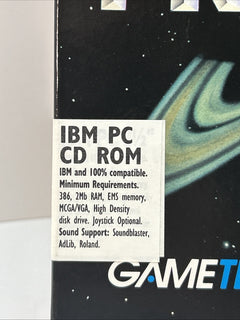 IBM PC
CD ROM
IBM and 100% compatible.
Minimum Requirements.
386, 2Mb RAM, EMS memory,
MCGA/VGA, High Density
disk drive. Joystick Optional.
Sound Support: Soundblaster,
AdLib, Roland.